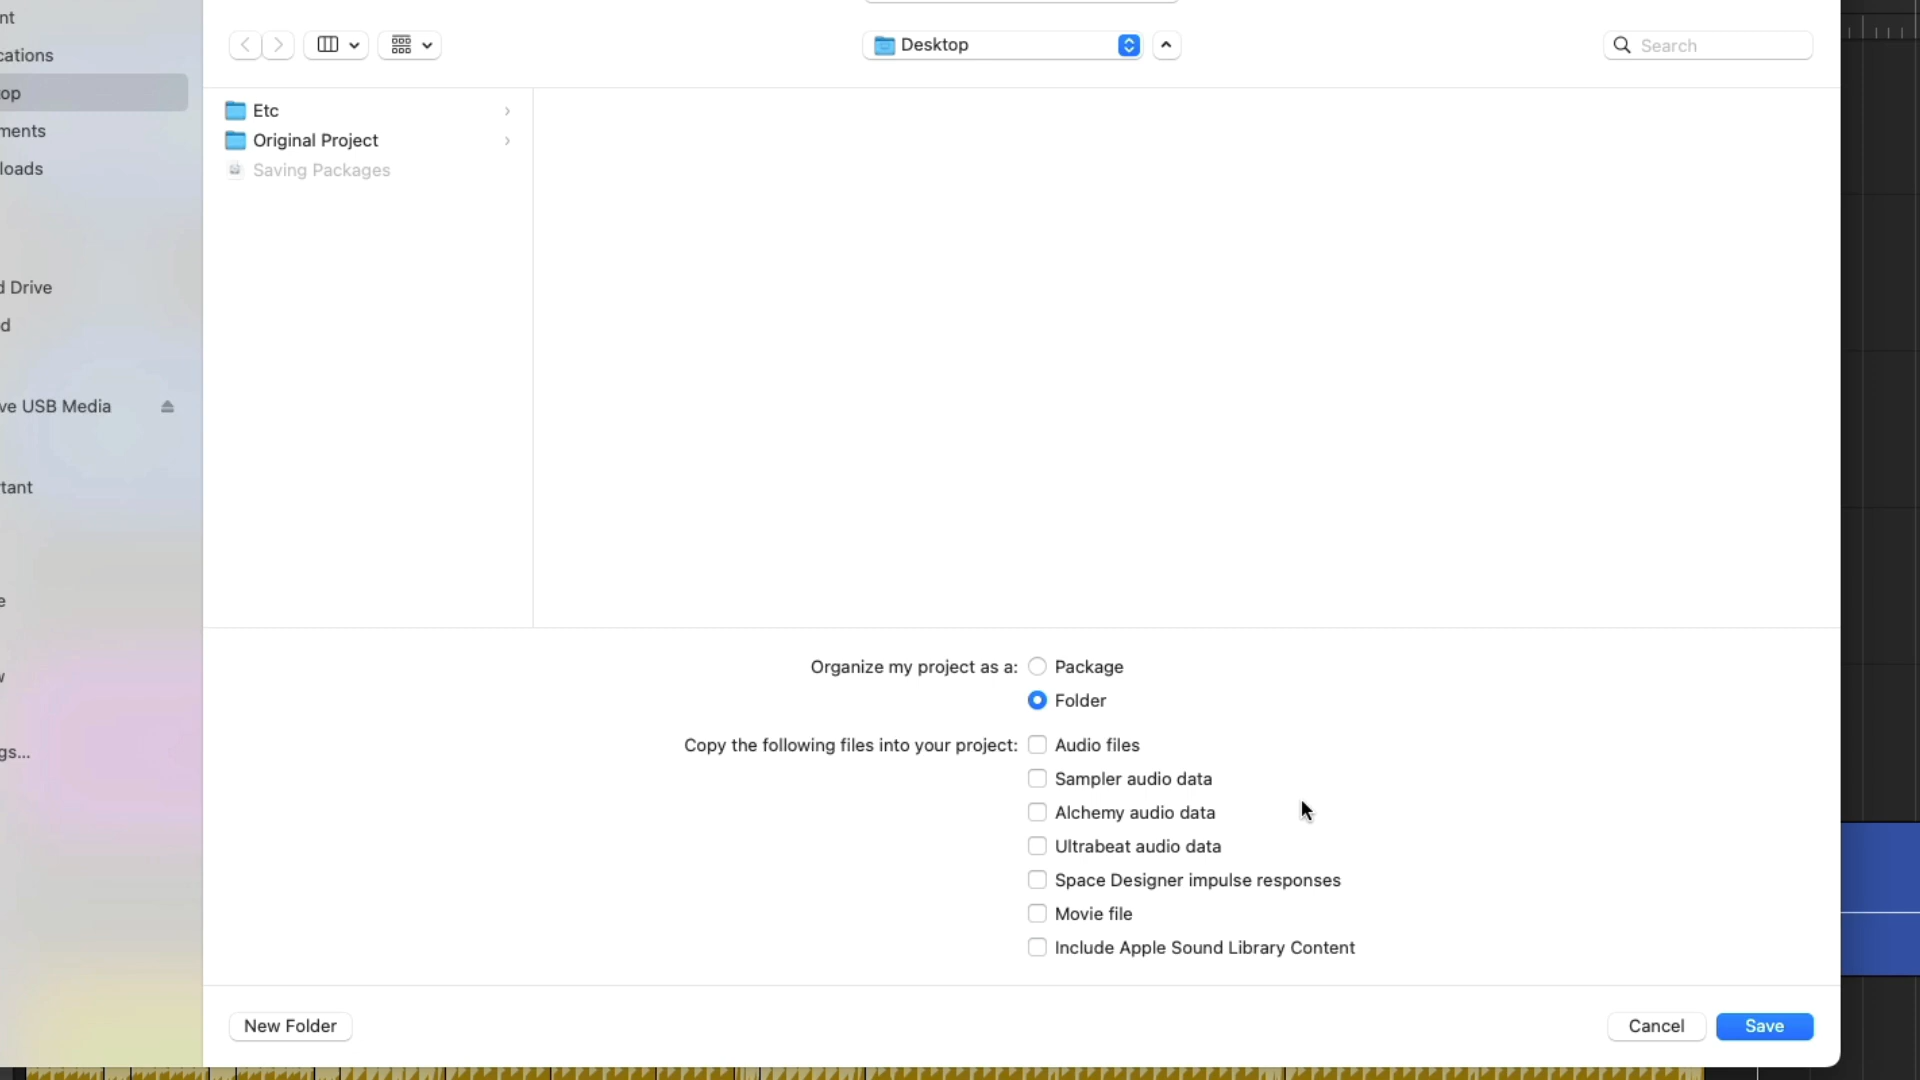 nt
cations
op
ments
loads
d Drive
d
ve USB Media
tant
e
w
gs...
Desktop
Search
Etc
Original Project
Saving Packages
Organize my project as a: Package
Folder
Copy the following files into your project: Audio files
Sampler audio data
Alchemy audio data
Ultrabeat audio data
Space Designer impulse responses
Movie file
Include Apple Sound Library Content
New Folder
Cancel
Save